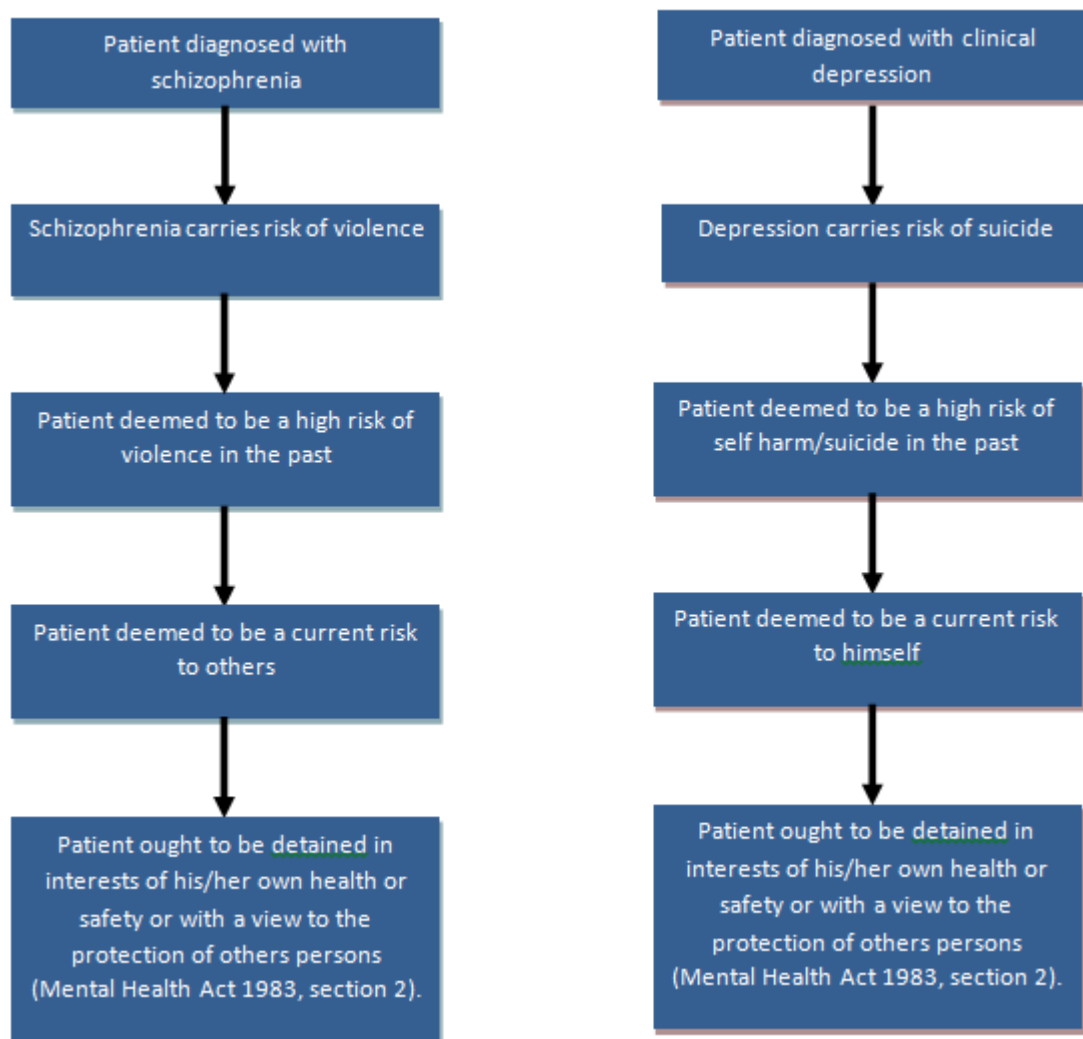 Patient diagnosed with
schizophrenia
Schizophrenia carries risk of violence
Patient deemed to be a high risk of
violence in the past
Patient deemed to be a current risk
to others
Patient ought to be detained in
interests of his/her own health or
safety or with a view to the
protection of others persons
(Mental Health Act 1983, section 2).
Patient diagnosed with clinical
depression
Depression carries risk of suicide
Patient deemed to be a high risk of
self harm/suicide in the past
Patient deemed to be a current risk
to himself
Patient ought to be detained in
interests of his/her own health or
safety or with a view to the
protection of others persons
(Mental Health Act 1983, section 2).